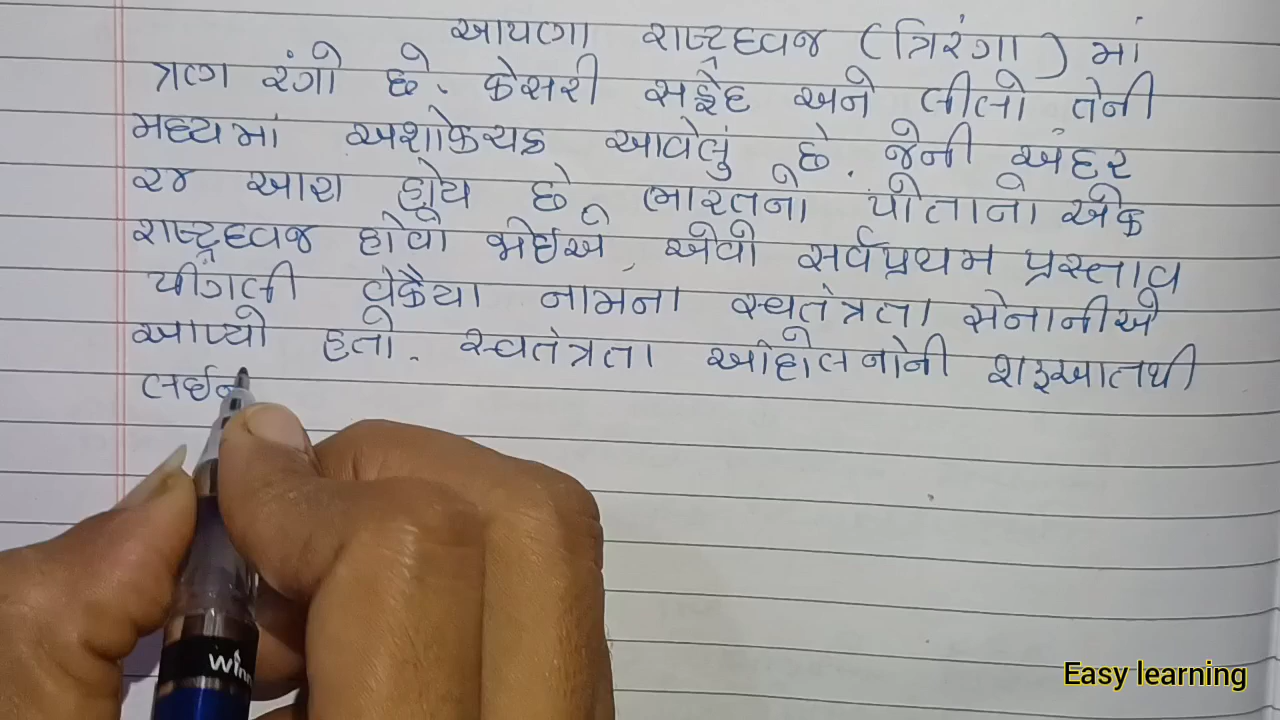 આપણા રાષ્ટ્રધ્વજ (ત્રિરંગા) માં
ત્રણ રંગો છે. કેસરી સફેદ અને લીલો તેની
મધ્યમાં અશોકચક્ર આવેલું છે. જેની અંદર
૨૪ આરા હોય છે. ભારતનો પોતાનો એક
રાષ્ટ્રધ્વજ હોવો જોઈએ, એવો સર્વપ્રથમ પ્રસ્તાવ
પીંગલી વેંકૈયા નામના સ્વતંત્રતા સેનાનીએ
આપ્યો હતો. સ્વતંત્રતા આંદોલનોની શરૂઆતથી
લઈન
Winn
Easy learning